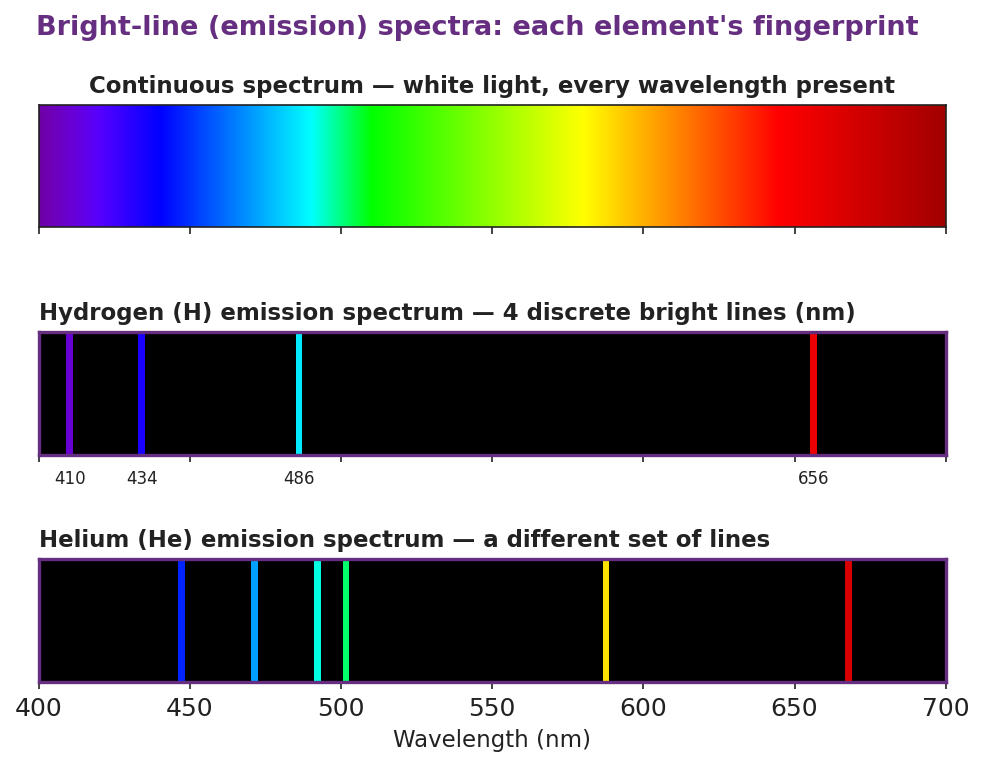 Bright-line (emission) spectra: each element's fingerprint
Continuous spectrum — white light, every wavelength present
Hydrogen (H) emission spectrum — 4 discrete bright lines (nm)
410 434 486 656
Helium (He) emission spectrum — a different set of lines
400 450 500 550 600 650 700
Wavelength (nm)